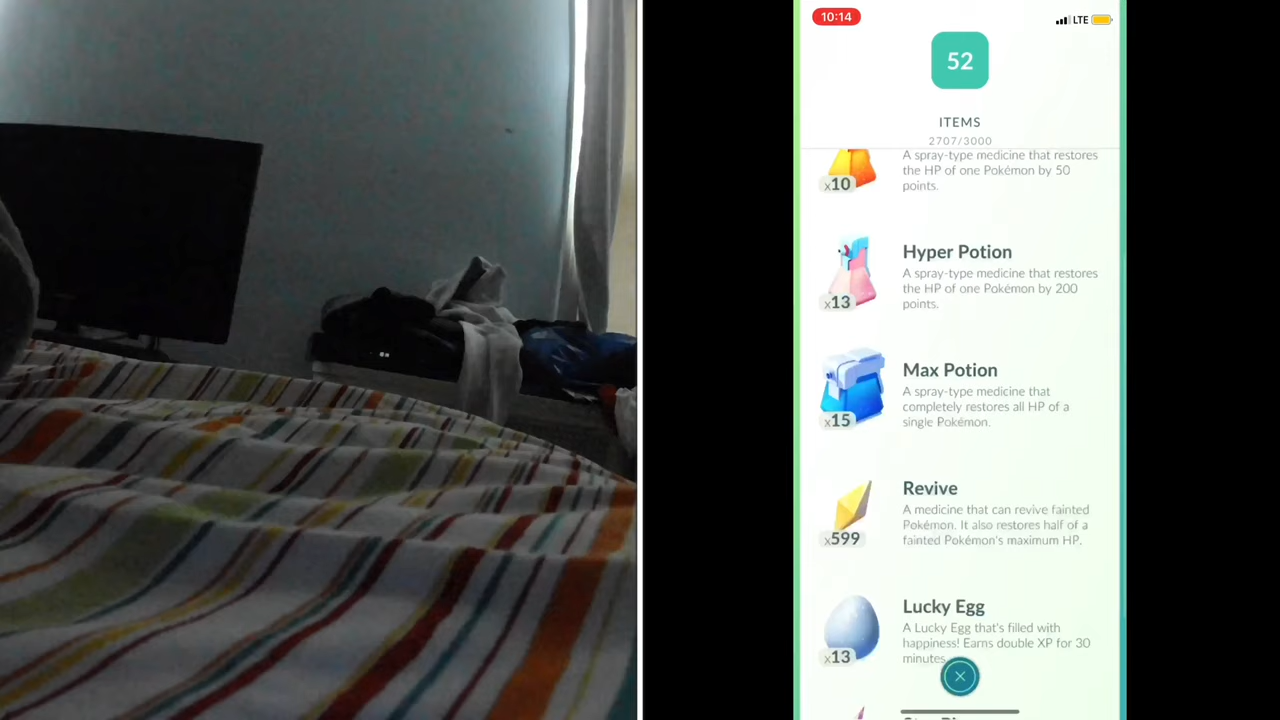 10:14
LTE
52
ITEMS
2707/3000
x10
A spray-type medicine that restores
the HP of one Pokémon by 50
points.
Hyper Potion
A spray-type medicine that restores
the HP of one Pokémon by 200
points.
x13
Max Potion
A spray-type medicine that
completely restores all HP of a
single Pokémon.
x15
Revive
A medicine that can revive fainted
Pokémon. It also restores half of a
fainted Pokémon's maximum HP.
x599
Lucky Egg
A Lucky Egg that's filled with
happiness! Earns double XP for 30
minutes
x13